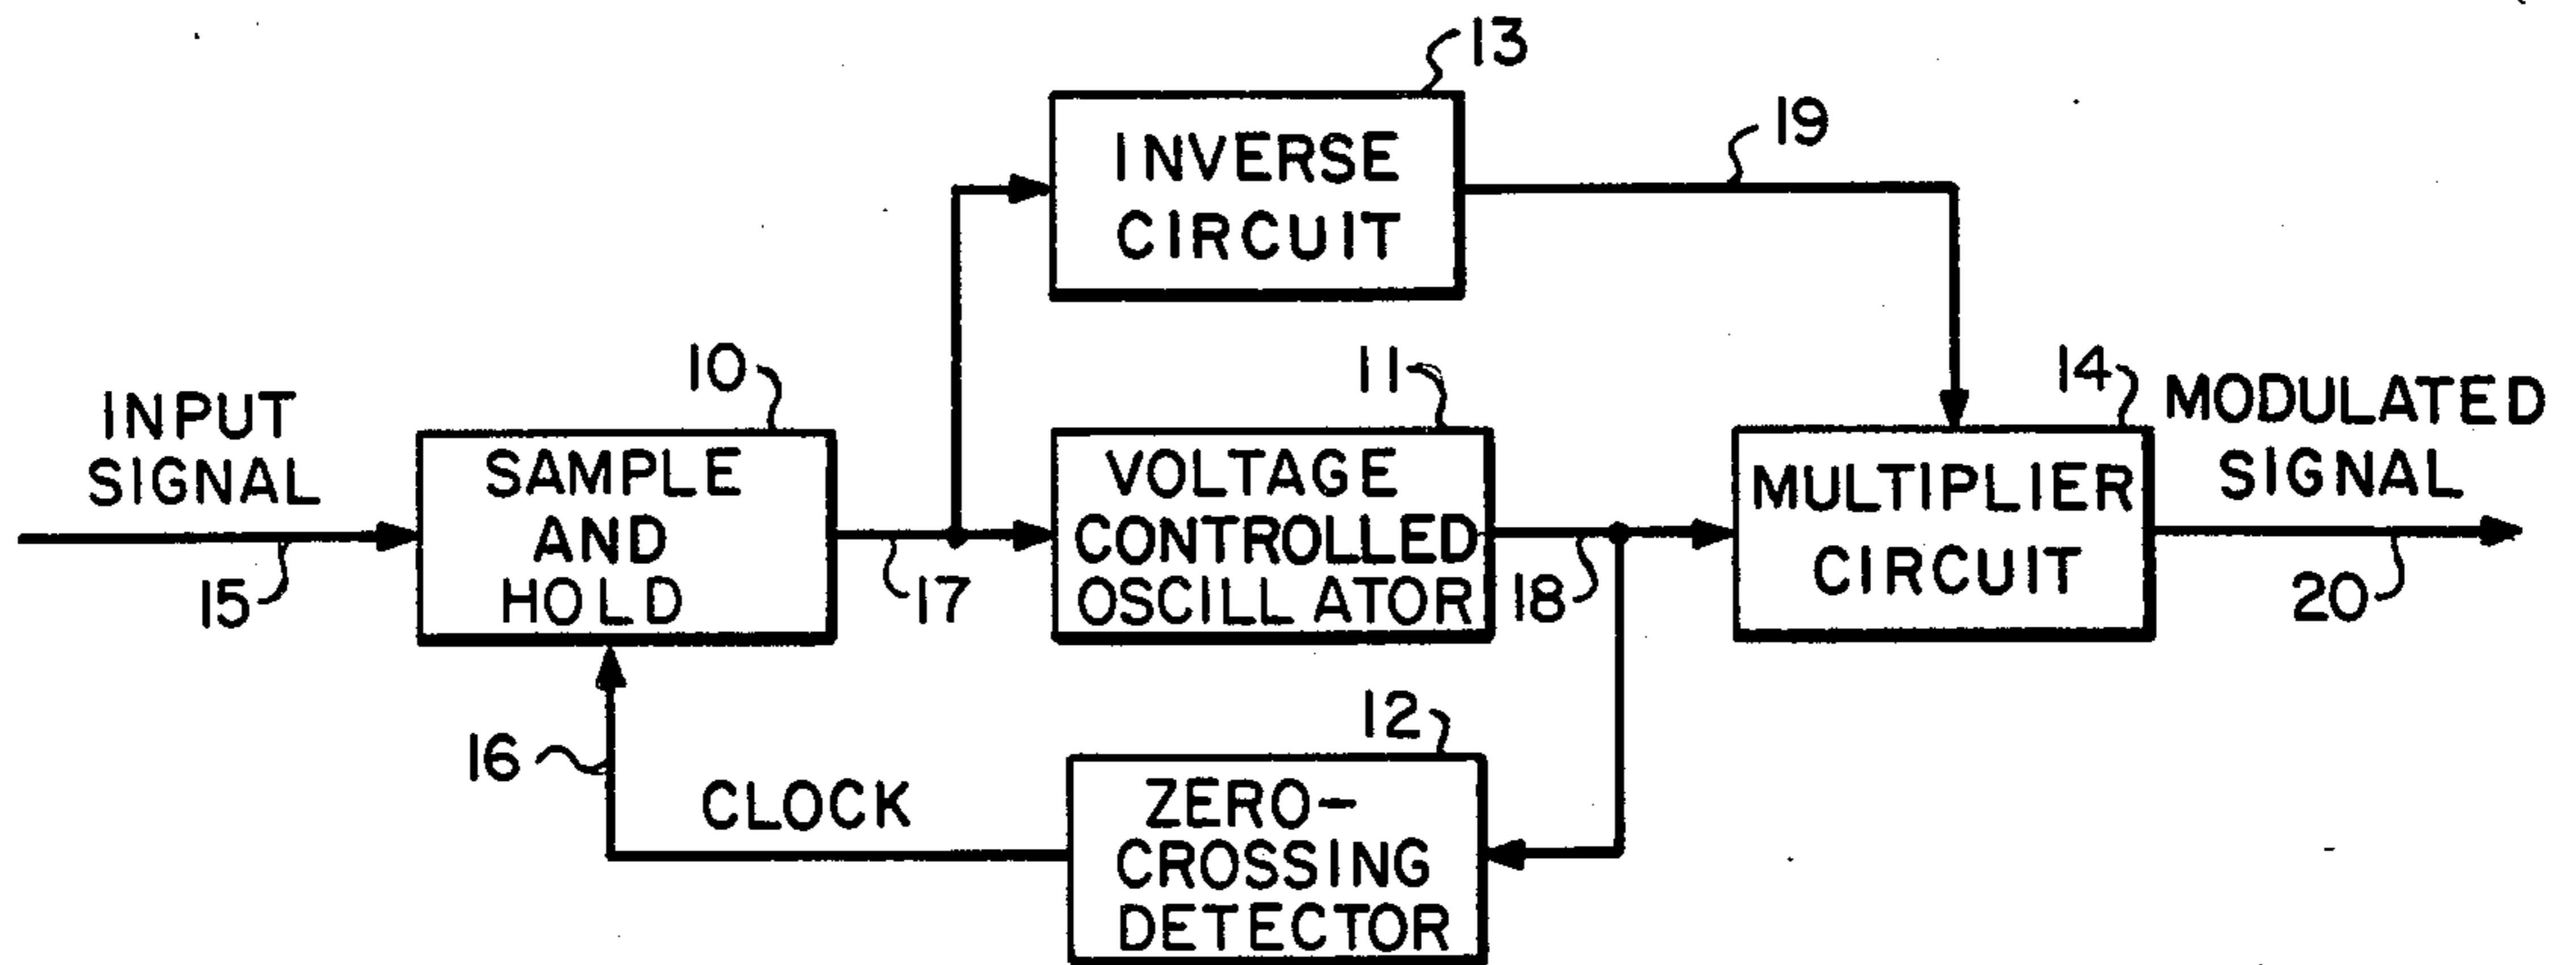 13
INVERSE
CIRCUIT
19
INPUT
SIGNAL
15
10
SAMPLE
AND
HOLD
17
11
VOLTAGE
CONTROLLED
OSCILLATOR
18
14
MULTIPLIER
CIRCUIT
MODULATED
SIGNAL
20
16
CLOCK
12
ZERO-
CROSSING
DETECTOR